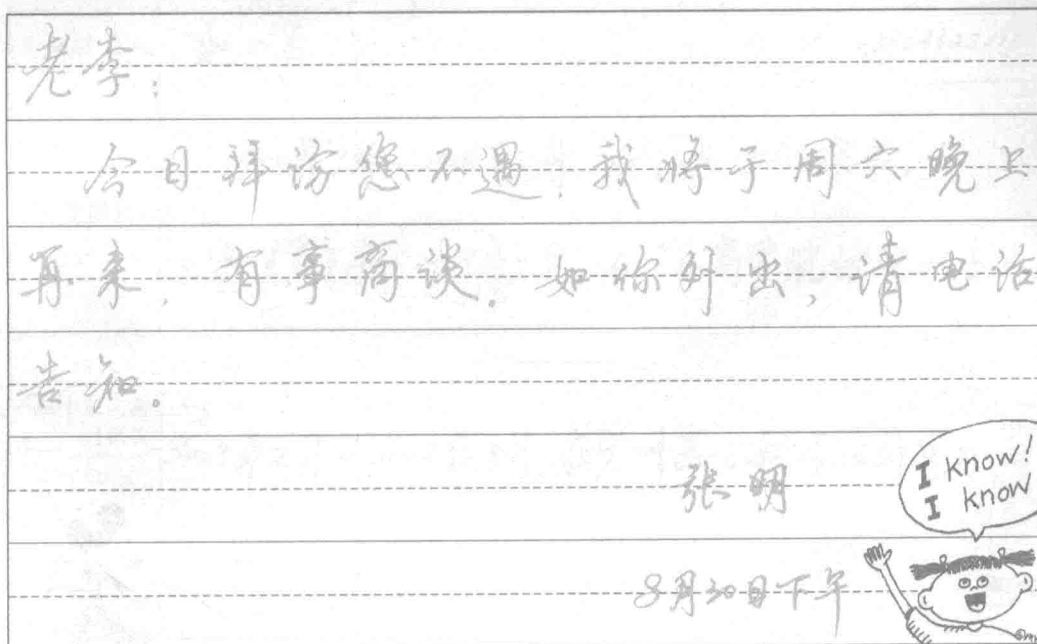 老李：
今日拜访您不遇，我将于周六晚上
再来，有事商谈。如你外出，请电话
告知。
张明
I know!
I know
8月30日下午